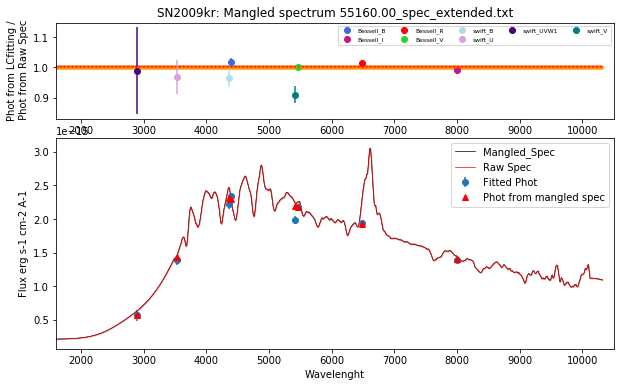 SN2009kr: Mangled spectrum 55160.00_spec_extended.txt
Phot from LCfitting /
Phot from Raw Spec
1.1
1.0
0.9
Bessell_B
Bessell_I
Bessell_R
Bessell_V
swift_B
swift_U
swift_UVW1
swift_V
2000 3000 4000 5000 6000 7000 8000 9000 10000
Flux erg s-1 cm-2 A-1
3.0
2.5
2.0
1.5
1.0
0.5
Mangled_Spec
Raw Spec
Fitted Phot
Phot from mangled spec
2000 3000 4000 5000 6000 7000 8000 9000 10000
Wavelenght